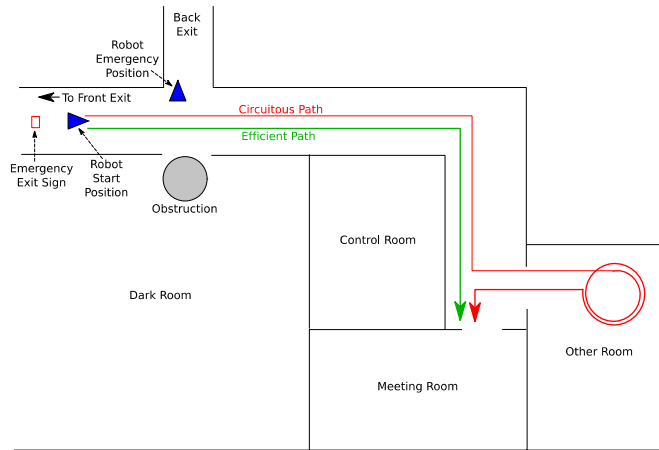 Back
Exit
Robot
Emergency
Position
To Front Exit
Circuitous Path
Efficient Path
Emergency
Exit Sign
Robot
Start
Position
Obstruction
Control Room
Dark Room
Other Room
Meeting Room